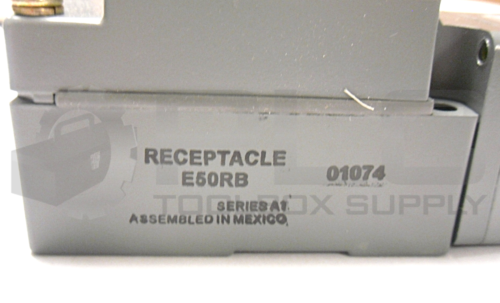 RECEPTACLE
E50RB
01074
SERIES A1
ASSEMBLED IN MEXICO
TOOLBOX SUPPLY